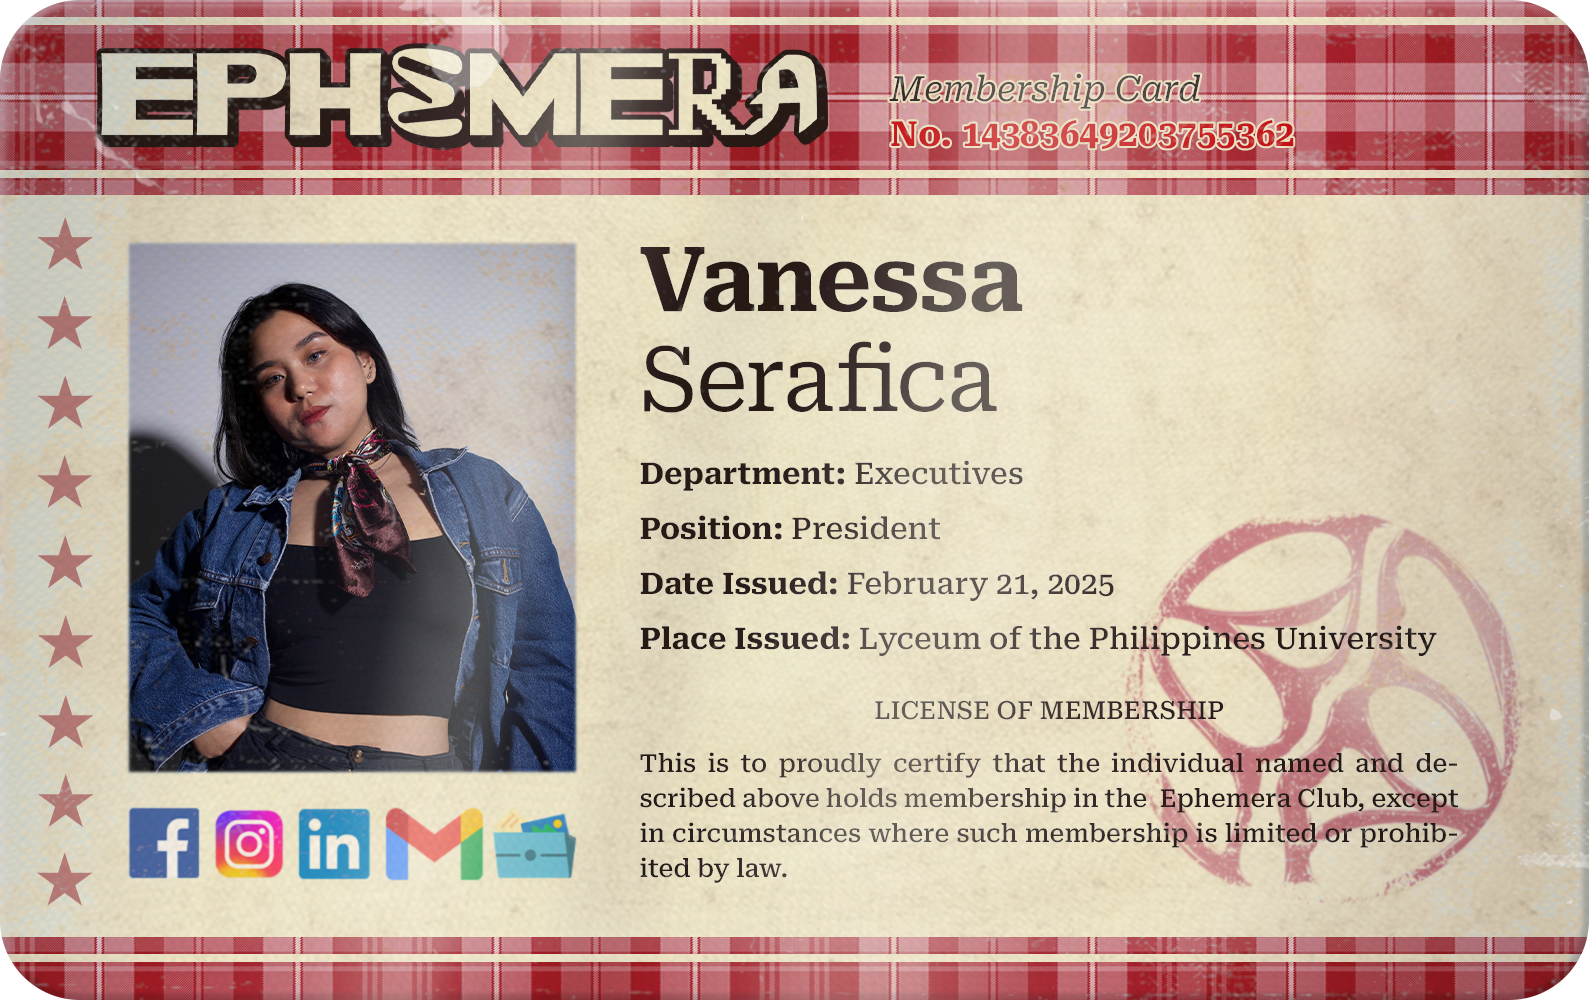 EPHEMERA
Membership Card
No. 14383649203755362
Vanessa
Serafica
Department: Executives
Position: President
Date Issued: February 21, 2025
Place Issued: Lyceum of the Philippines University
LICENSE OF MEMBERSHIP
This is to proudly certify that the individual named and de-
scribed above holds membership in the Ephemera Club, except
in circumstances where such membership is limited or prohib-
ited by law.